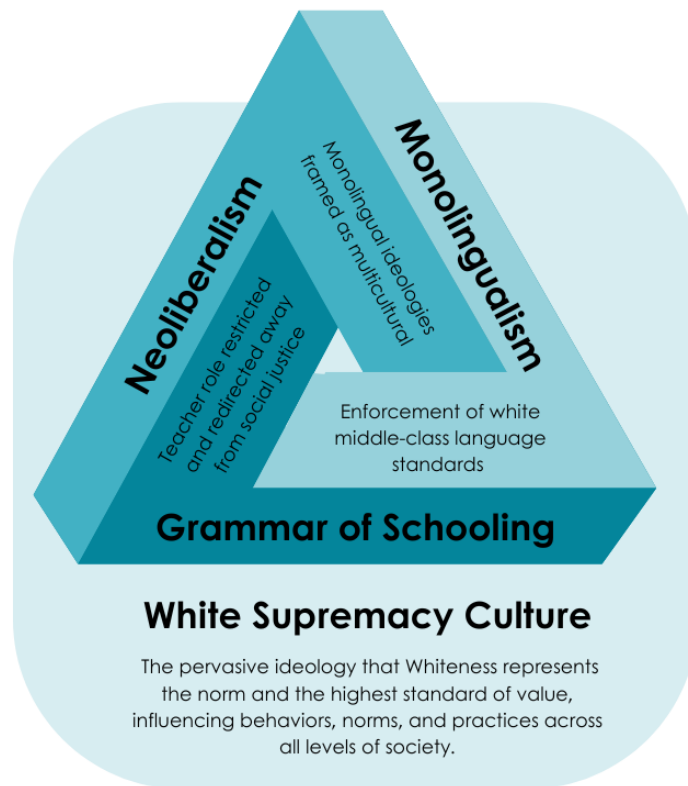 Neoliberalism
Monolingualism
Monolingual ideologies
framed as multicultural
Teacher role restricted
and redirected away
from social justice
Enforcement of white
middle-class language
standards
Grammar of Schooling
White Supremacy Culture
The pervasive ideology that Whiteness represents
the norm and the highest standard of value,
influencing behaviors, norms, and practices across
all levels of society.